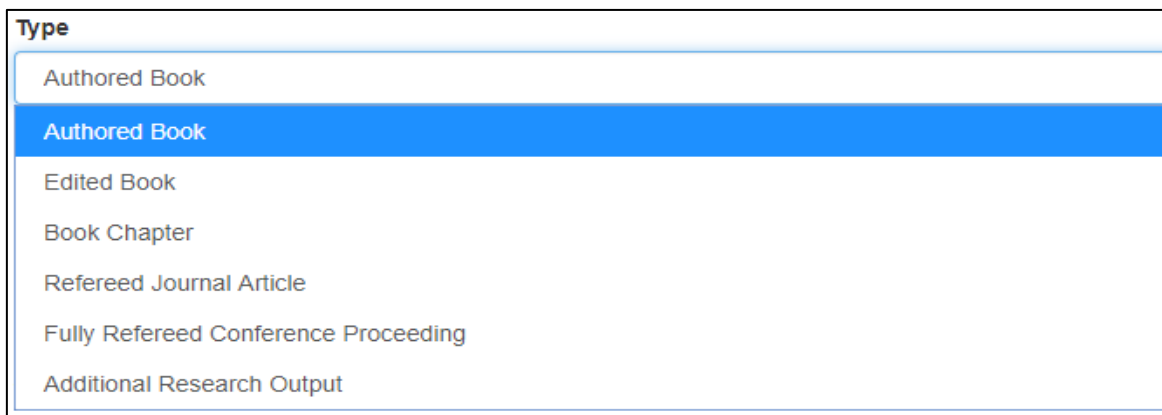 Type
Authored Book
Authored Book
Edited Book
Book Chapter
Refereed Journal Article
Fully Refereed Conference Proceeding
Additional Research Output